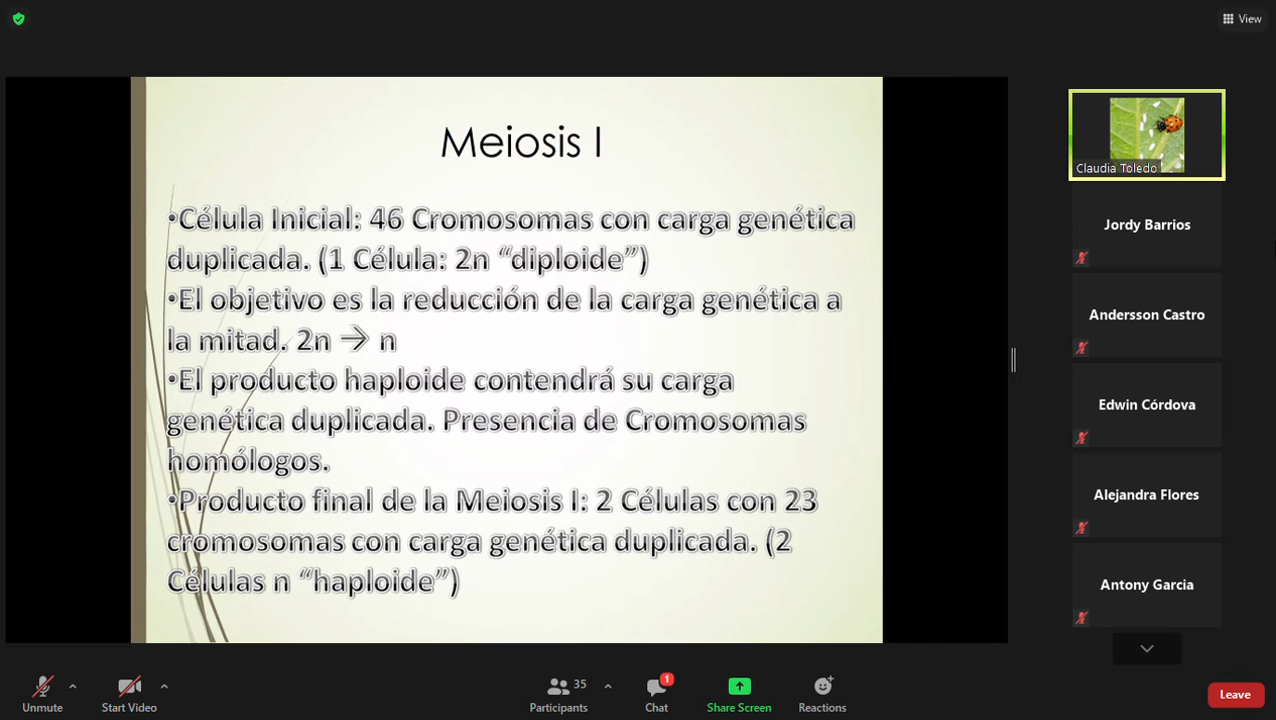 View
Meiosis I
•Célula Inicial: 46 Cromosomas con carga genética
duplicada. (1 Célula: 2n “diploide”)
•El objetivo es la reducción de la carga genética a
la mitad. 2n → n
•El producto haploide contendrá su carga
genética duplicada. Presencia de Cromosomas
homólogos.
•Producto final de la Meiosis I: 2 Células con 23
cromosomas con carga genética duplicada. (2
Células n “haploide”)
Claudia Toledo
Jordy Barrios
Andersson Castro
Edwin Córdova
Alejandra Flores
Antony Garcia
Unmute
Start Video
35
Participants
1
Chat
Share Screen
Reactions
Leave